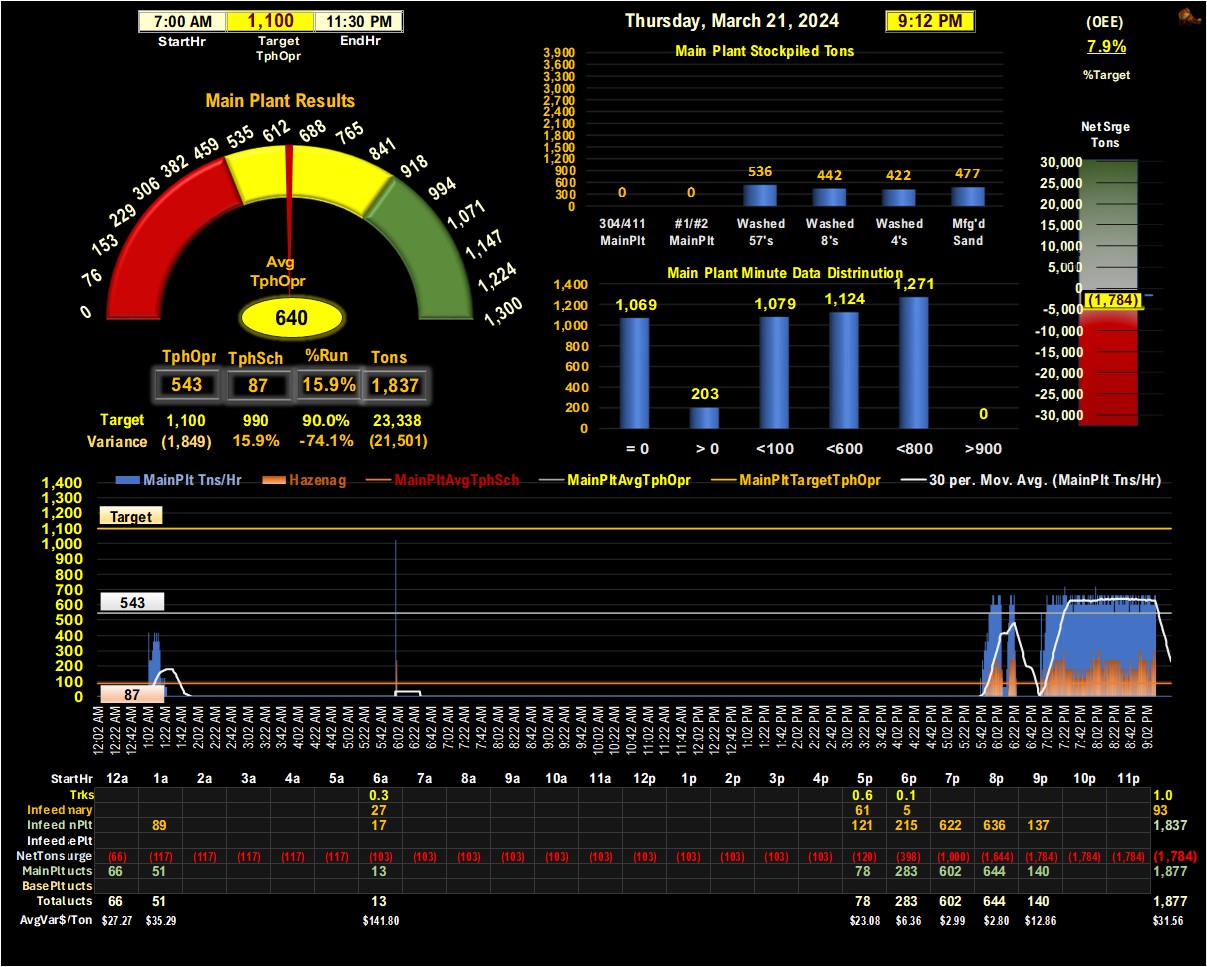 7:00 AM 1,100 11:30 PM
StartHr Target TphOpr EndHr
Thursday, March 21, 2024 9:12 PM
(OEE)
7.9%
%Target
Main Plant Results
0 76 153 229 306 382 459 535 612 688 765 841 918 994 1,071 1,147 1,224 1,300
Avg
TphOpr
640
TphOpr TphSch %Run Tons
543 87 15.9% 1,837
Target 1,100 990 90.0% 23,338
Variance (1,849) 15.9% -74.1% (21,501)
Main Plant Stockpiled Tons
3,900
3,600
3,300
3,000
2,700
2,400
2,100
1,800
1,500
1,200
900
600
300
0
0 0 536 442 422 477
304/411 #1/#2 Washed Washed Washed Mfg'd
MainPlt MainPlt 57's 8's 4's Sand
Main Plant Minute Data Distrinution
1,400
1,200
1,000
800
600
400
200
0
1,069 203 1,079 1,124 1,271 0
= 0 > 0 <100 <600 <800 >900
Net Srge
Tons
30,000
25,000
20,000
15,000
10,000
5,000
0
(1,784)
-5,000
-10,000
-15,000
-20,000
-25,000
-30,000
MainPlt Tns/Hr Hazenag MainPltAvgTphSch MainPltAvgTphOpr MainPltTargetTphOpr 30 per. Mov. Avg. (MainPlt Tns/Hr)
1,400
1,300
1,200
1,100
1,000
900
800
700
600
500
400
300
200
100
0
Target
543
87
12:02 AM 12:22 AM 12:42 AM 1:02 AM 1:22 AM 1:42 AM 2:02 AM 2:22 AM 2:42 AM 3:02 AM 3:22 AM 3:42 AM 4:02 AM 4:22 AM 4:42 AM 5:02 AM 5:22 AM 5:42 AM 6:02 AM 6:22 AM 6:42 AM 7:02 AM 7:22 AM 7:42 AM 8:02 AM 8:22 AM 8:42 AM 9:02 AM 9:22 AM 9:42 AM 10:02 AM 10:22 AM 10:42 AM 11:02 AM 11:22 AM 11:42 AM 12:02 PM 12:22 PM 12:42 PM 1:02 PM 1:22 PM 1:42 PM 2:02 PM 2:22 PM 2:42 PM 3:02 PM 3:22 PM 3:42 PM 4:02 PM 4:22 PM 4:42 PM 5:02 PM 5:22 PM 5:42 PM 6:02 PM 6:22 PM 6:42 PM 7:02 PM 7:22 PM 7:42 PM 8:02 PM 8:22 PM 8:42 PM 9:02 PM
StartHr 12a 1a 2a 3a 4a 5a 6a 7a 8a 9a 10a 11a 12p 1p 2p 3p 4p 5p 6p 7p 8p 9p 10p 11p
Trks 0.3 0.6 0.1 1.0
Infeed nary 27 61 5 93
Infeed nPlt 89 17 121 215 622 636 137 1,837
Infeed ePlt
NetTons urge (66) (117) (117) (117) (117) (117) (103) (103) (103) (103) (103) (103) (103) (103) (103) (103) (103) (120) (398) (1,000) (1,644) (1,784) (1,784) (1,784) (1,784)
MainPlt ucts 66 51 13 78 283 602 644 140 1,877
BasePlt ucts
Total ucts 66 51 13 78 283 602 644 140 1,877
AvgVar$/Ton $27.27 $35.29 $141.80 $23.08 $6.36 $2.99 $2.80 $12.86 $31.56